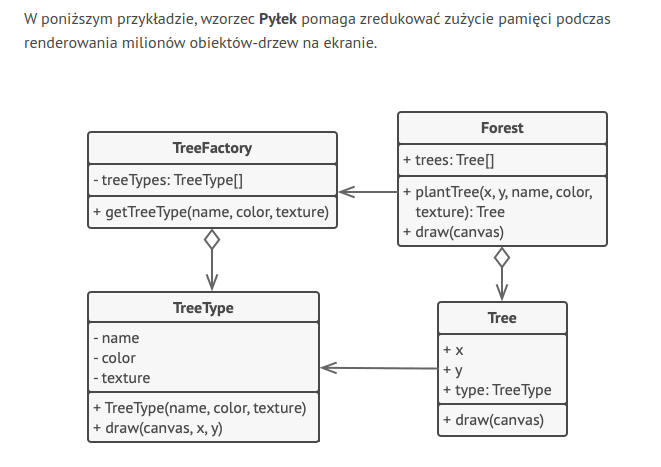 W poniższym przykładzie, wzorzec Pyłek pomaga zredukować zużycie pamięci podczas
renderowania milionów obiektów-drzew na ekranie.
TreeFactory
- treeTypes: TreeType[]
+ getTreeType(name, color, texture)
Forest
+ trees: Tree[]
+ plantTree(x, y, name, color,
texture): Tree
+ draw(canvas)
TreeType
- name
- color
- texture
+ TreeType(name, color, texture)
+ draw(canvas, x, y)
Tree
+ x
+ y
+ type: TreeType
+ draw(canvas)